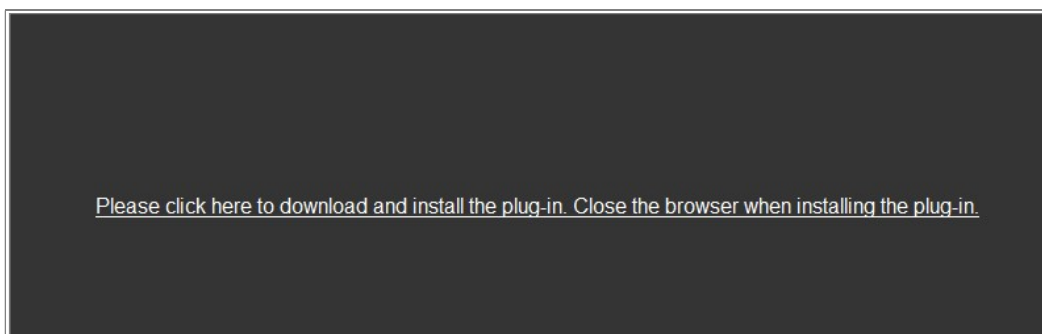 Please click here to download and install the plug-in. Close the browser when installing the plug-in.